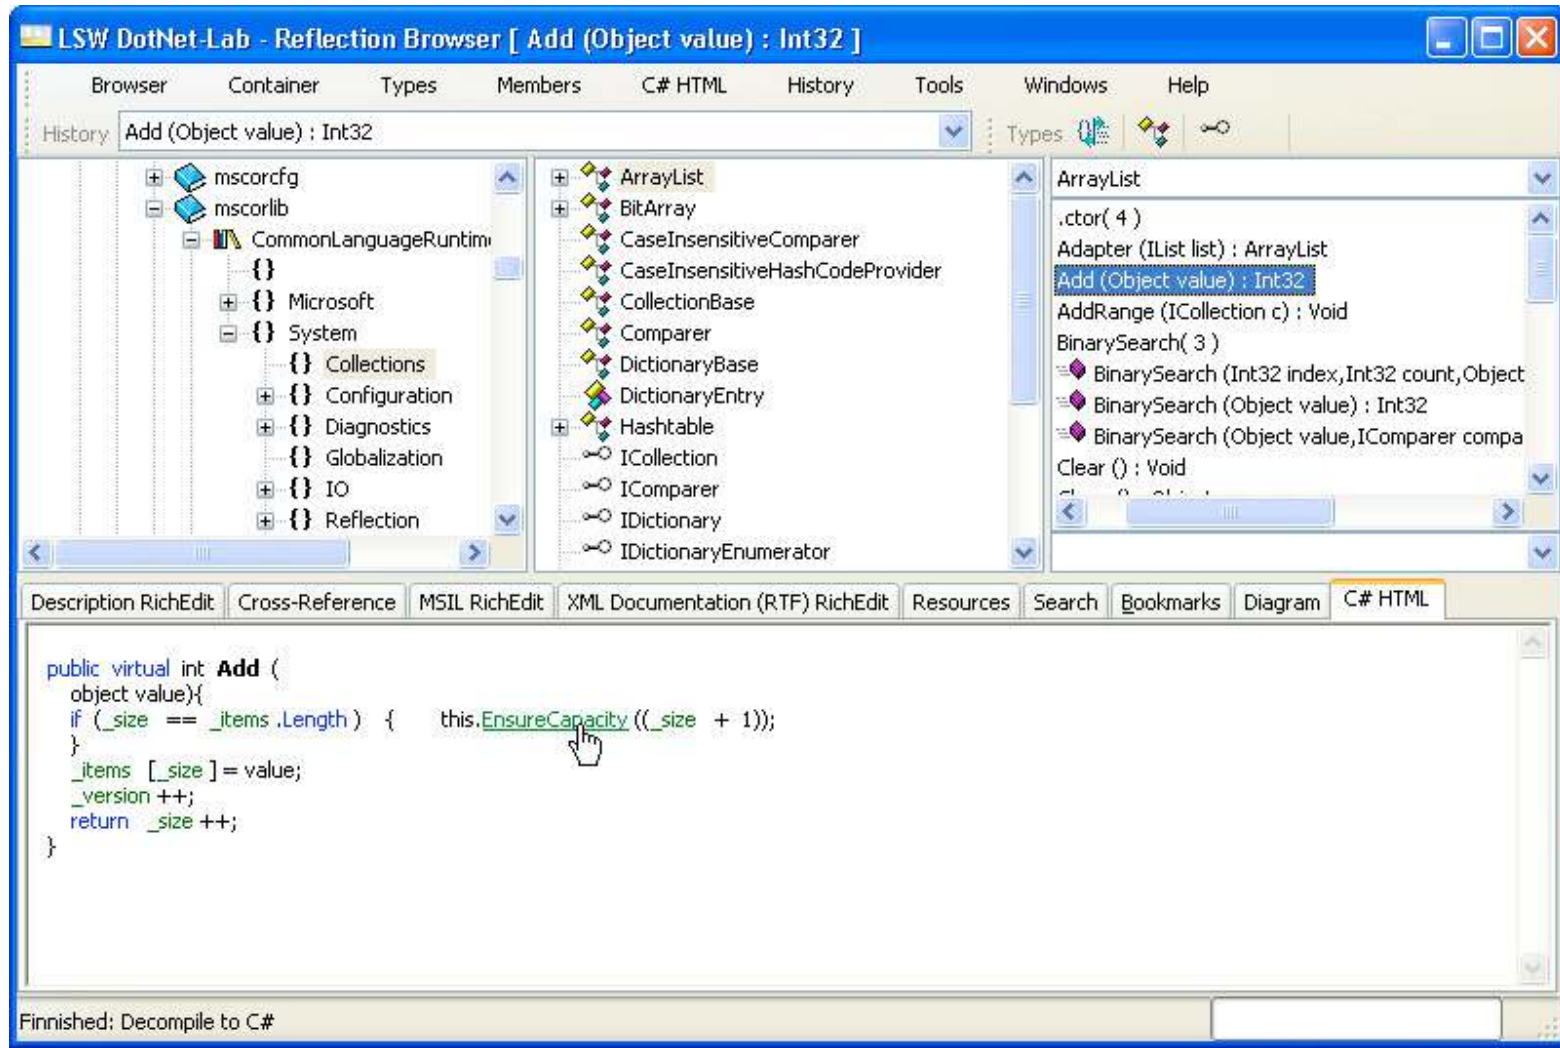 LSW DotNet-Lab - Reflection Browser [ Add (Object value) : Int32 ]
Browser Container Types Members C# HTML History Tools Windows Help
History Add (Object value) : Int32 Types
mscorcfg
mscorlib
CommonLanguageRuntime
{}
{} Microsoft
{} System
{} Collections
{} Configuration
{} Diagnostics
{} Globalization
{} IO
{} Reflection
ArrayList
BitArray
CaseInsensitiveComparer
CaseInsensitiveHashCodeProvider
CollectionBase
Comparer
DictionaryBase
DictionaryEntry
Hashtable
ICollection
IComparer
IDictionary
IDictionaryEnumerator
ArrayList
.ctor( 4 )
Adapter (IList list) : ArrayList
Add (Object value) : Int32
AddRange (ICollection c) : Void
BinarySearch( 3 )
BinarySearch (Int32 index,Int32 count,Object
BinarySearch (Object value) : Int32
BinarySearch (Object value,IComparer compa
Clear () : Void
Description RichEdit Cross-Reference MSIL RichEdit XML Documentation (RTF) RichEdit Resources Search Bookmarks Diagram C# HTML
public virtual int Add (
object value){
if (_size == _items .Length ) { this.EnsureCapacity ((_size + 1));
}
_items [_size ] = value;
_version ++;
return _size ++;
}
Finnished: Decompile to C#